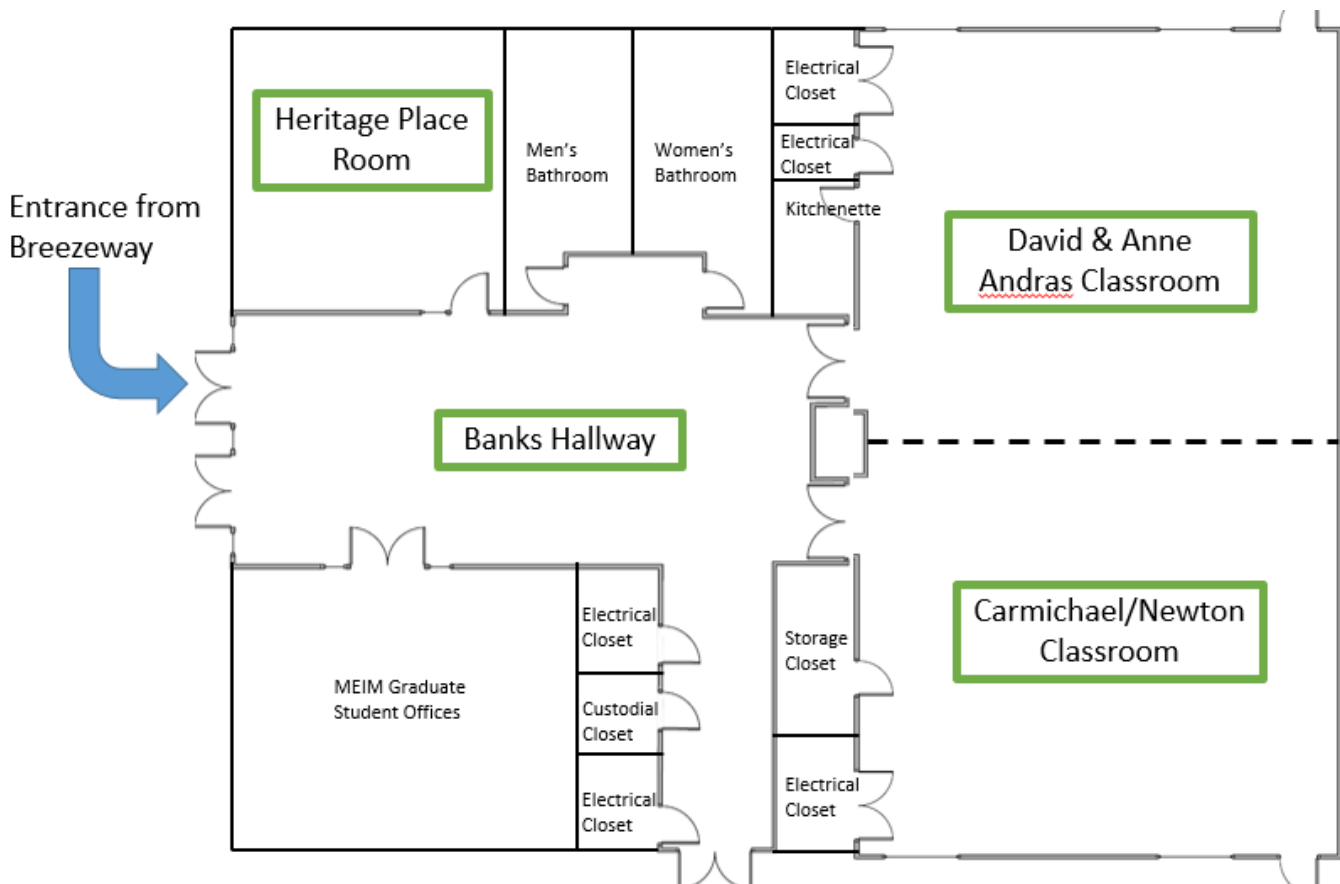 Heritage Place
Room
Men's
Bathroom
Women's
Bathroom
Electrical
Closet
Electrical
Closet
Kitchenette
Entrance from
Breezeway
David & Anne
Andras Classroom
Banks Hallway
Carmichael/Newton
Classroom
MEIM Graduate
Student Offices
Electrical
Closet
Custodial
Closet
Electrical
Closet
Storage
Closet
Electrical
Closet